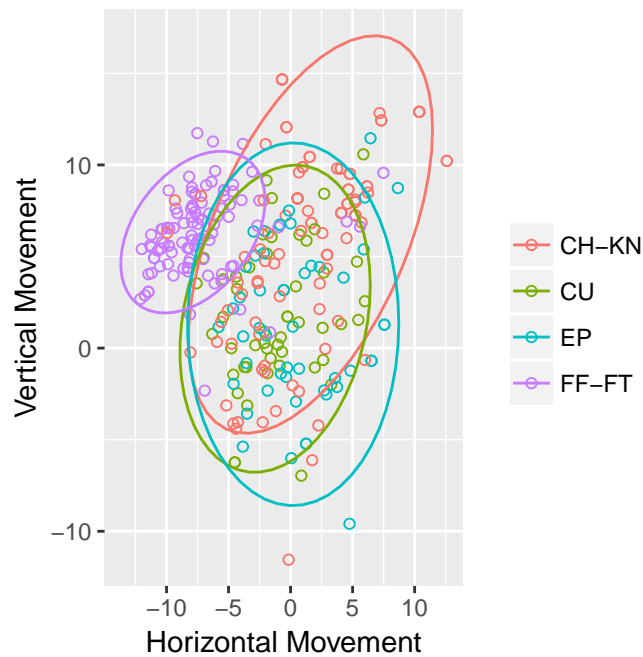 Vertical Movement
10
0
−10
−10
−5
0
5
10
Horizontal Movement
CH−KN
CU
EP
FF−FT